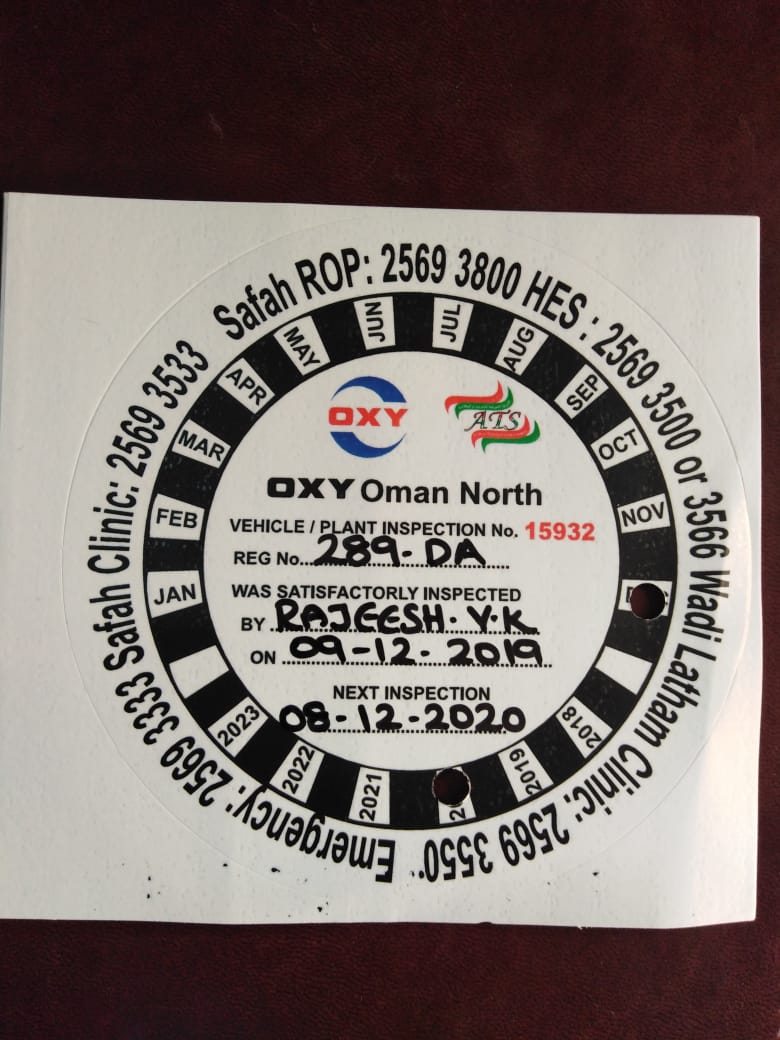 Safah Clinic: 2569 3533
Safah ROP: 2569 3800
HES : 2569 3500 or 3566
Wadi Latham Clinic: 2569 3550
Emergency: 2569 3333
JAN
FEB
MAR
APR
MAY
JUN
JUL
AUG
SEP
OCT
NOV
2018
2019
2021
2022
2023
OXY
ATS
OXY Oman North
VEHICLE / PLANT INSPECTION No. 15932
REG No. 289-DA
WAS SATISFACTORILY INSPECTED
BY RAJEESH.V.K
ON 09-12-2019
NEXT INSPECTION
08-12-2020